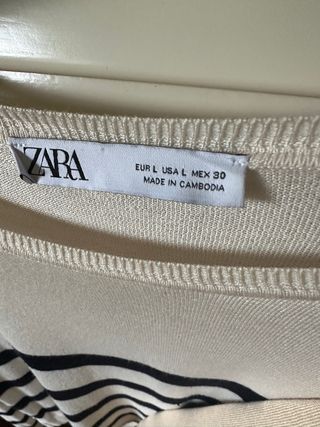 ZARA
EUR L USA L MEX 30
MADE IN CAMBODIA